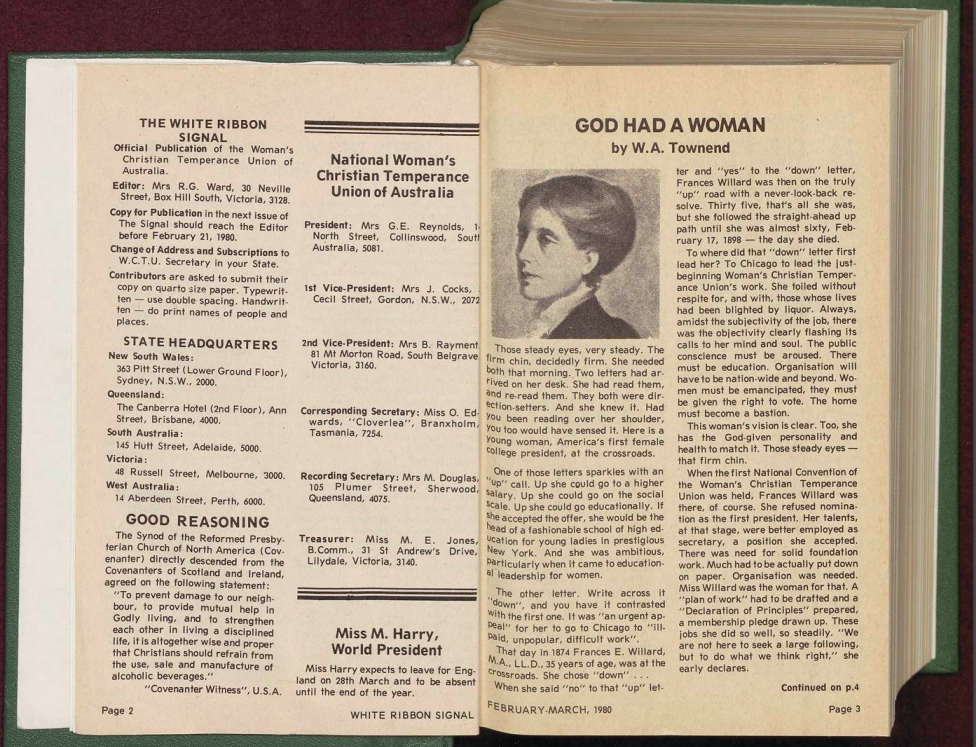 THE WHITE RIBBON
SIGNAL
Official Publication of the Woman's
Christian Temperance Union of
Australia.
Editor: Mrs R.G. Ward, 30 Neville
Street, Box Hill South, Victoria, 3128.
Copy for Publication in the next issue of
The Signal should reach the Editor
before February 21, 1980.
Change of Address and Subscriptions to
W.C.T.U. Secretary in your State.
Contributors are asked to submit their
copy on quarto size paper. Typewrit-
ten — use double spacing. Handwrit-
ten — do print names of people and
places.
STATE HEADQUARTERS
New South Wales:
363 Pitt Street (Lower Ground Floor),
Sydney, N.S.W., 2000.
Queensland:
The Canberra Hotel (2nd Floor), Ann
Street, Brisbane, 4000.
South Australia:
145 Hutt Street, Adelaide, 5000.
Victoria:
48 Russell Street, Melbourne, 3000.
West Australia:
14 Aberdeen Street, Perth, 6000.
GOOD REASONING
The Synod of the Reformed Presby-
terian Church of North America (Cov-
enanter) directly descended from the
Covenanters of Scotland and Ireland,
agreed on the following statement:
"To prevent damage to our neigh-
bour, to provide mutual help in
Godly living, and to strengthen
each other in living a disciplined
life, it is altogether wise and proper
that Christians should refrain from
the use, sale and manufacture of
alcoholic beverages."
"Covenanter Witness", U.S.A.
Page 2
National Woman's
Christian Temperance
Union of Australia
President: Mrs G.E. Reynolds,
North Street, Collinswood, Sout
Australia, 5081.
1st Vice-President: Mrs J. Cocks,
Cecil Street, Gordon, N.S.W., 2072
2nd Vice-President: Mrs B. Rayment
81 Mt Morton Road, South Belgrave
Victoria, 3160.
Corresponding Secretary: Miss O. Ed-
wards, "Cloverlea", Branxholm,
Tasmania, 7254.
Recording Secretary: Mrs M. Douglas,
105 Plumer Street, Sherwood,
Queensland, 4075.
Treasurer: Miss M. E. Jones,
B.Comm., 31 St Andrew's Drive,
Lilydale, Victoria, 3140.
Miss M. Harry,
World President
Miss Harry expects to leave for Eng-
land on 28th March and to be absent
until the end of the year.
WHITE RIBBON SIGNAL
GOD HAD A WOMAN
by W.A. Townend
Those steady eyes, very steady. The
firm chin, decidedly firm. She needed
both that morning. Two letters had ar-
rived on her desk. She had read them,
and re-read them. They both were dir-
ection-setters. And she knew it. Had
you been reading over her shoulder,
you too would have sensed it. Here is a
young woman, America's first female
college president, at the crossroads.
One of those letters sparkles with an
"up" call. Up she could go to a higher
salary. Up she could go on the social
scale. Up she could go educationally. If
she accepted the offer, she would be the
head of a fashionable school of high ed-
ucation for young ladies in prestigious
New York. And she was ambitious,
particularly when it came to education-
al leadership for women.
The other letter. Write across it
"down", and you have it contrasted
with the first one. It was "an urgent ap-
peal" for her to go to Chicago to "ill-
paid, unpopular, difficult work".
That day in 1874 Frances E. Willard,
M.A., LL.D., 35 years of age, was at the
crossroads. She chose "down" . . .
When she said "no" to that "up" let-
FEBRUARY-MARCH, 1980
ter and "yes" to the "down" letter,
Frances Willard was then on the truly
"up" road with a never-look-back re-
solve. Thirty five, that's all she was,
but she followed the straight-ahead up
path until she was almost sixty, Feb-
ruary 17, 1898 — the day she died.
To where did that "down" letter first
lead her? To Chicago to lead the just-
beginning Woman's Christian Temper-
ance Union's work. She toiled without
respite for, and with, those whose lives
had been blighted by liquor. Always,
amidst the subjectivity of the job, there
was the objectivity clearly flashing its
calls to her mind and soul. The public
conscience must be aroused. There
must be education. Organisation will
have to be nation-wide and beyond. Wo-
men must be emancipated, they must
be given the right to vote. The home
must become a bastion.
This woman's vision is clear. Too, she
has the God-given personality and
health to match it. Those steady eyes —
that firm chin.
When the first National Convention of
the Woman's Christian Temperance
Union was held, Frances Willard was
there, of course. She refused nomina-
tion as the first president. Her talents,
at that stage, were better employed as
secretary, a position she accepted.
There was need for solid foundation
work. Much had to be actually put down
on paper. Organisation was needed.
Miss Willard was the woman for that. A
"plan of work" had to be drafted and a
"Declaration of Principles" prepared,
a membership pledge drawn up. These
jobs she did so well, so steadily. "We
are not here to seek a large following,
but to do what we think right," she
early declares.
Continued on p.4
Page 3